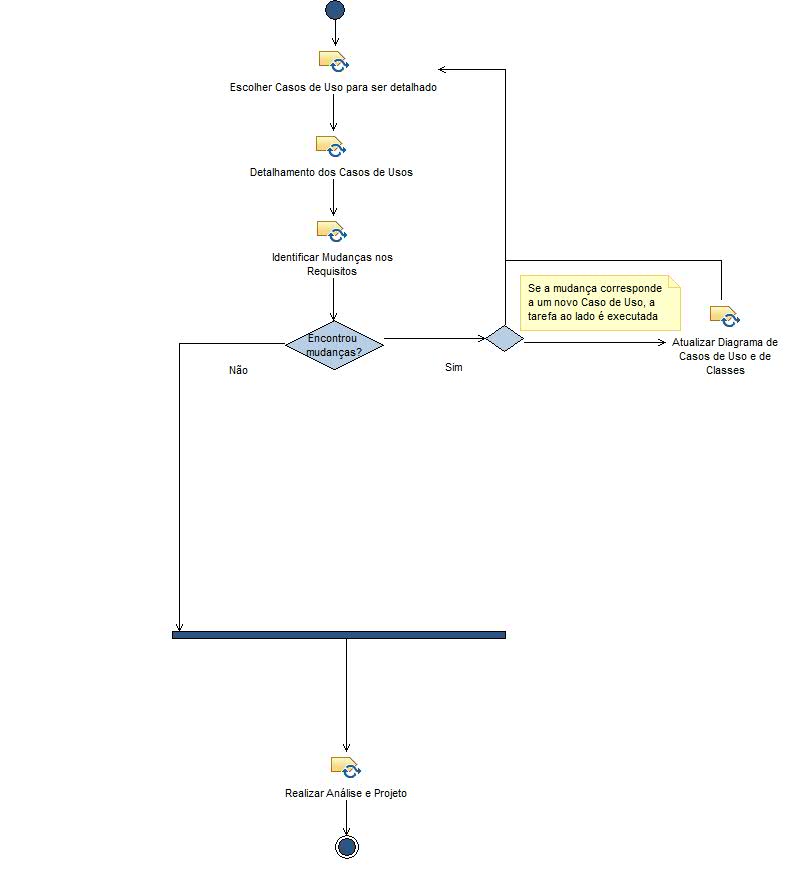 Escolher Casos de Uso para ser detalhado
Detalhamento dos Casos de Usos
Identificar Mudanças nos
Requisitos
Encontrou
mudanças?
Não
Sim
Se a mudança corresponde
a um novo Caso de Uso, a
tarefa ao lado é executada
Atualizar Diagrama de
Casos de Uso e de
Classes
Realizar Análise e Projeto